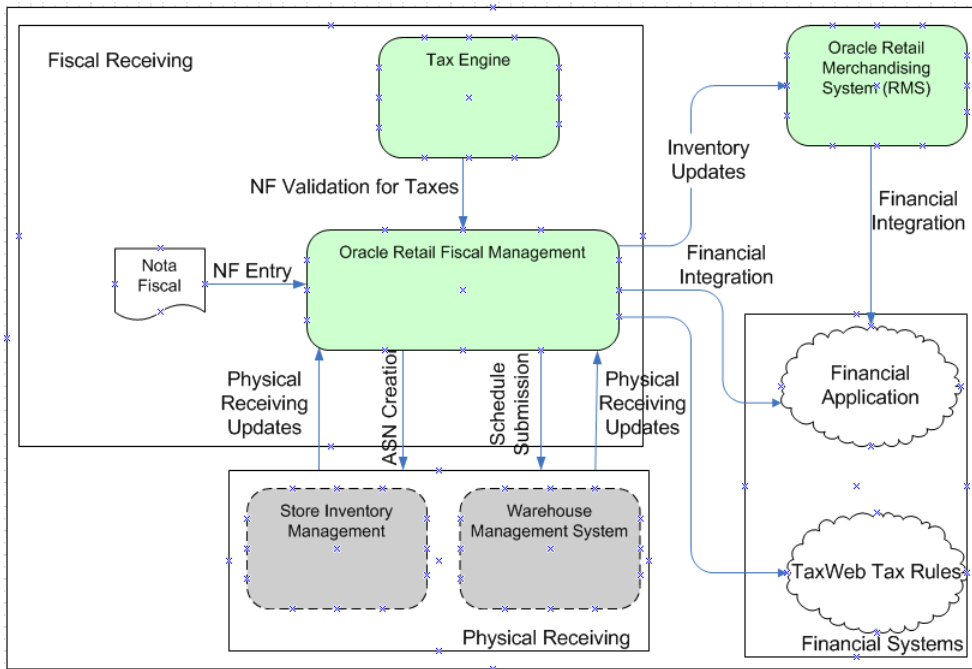 Fiscal Receiving
Tax Engine
Oracle Retail
Merchandising
System (RMS)
Inventory
Updates
NF Validation for Taxes
Financial
Integration
Nota
Fiscal
NF Entry
Oracle Retail Fiscal Management
Financial
Integration
Physical
Receiving
Updates
ASN Creation
Schedule
Submission
Physical
Receiving
Updates
Financial
Application
Store Inventory
Management
Warehouse
Management System
TaxWeb Tax Rules
Physical Receiving
Financial Systems